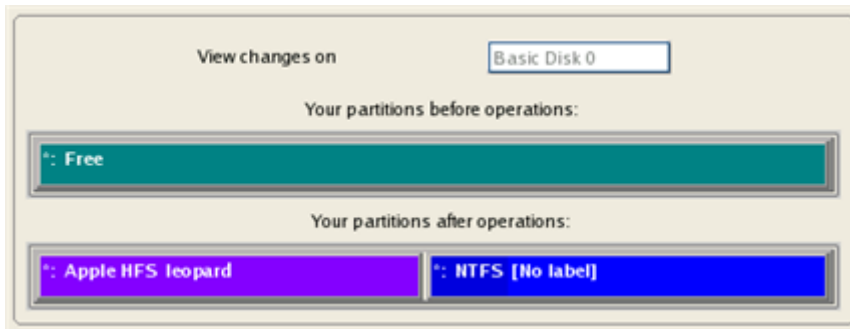 View changes on Basic Disk 0
Your partitions before operations:
*: Free
Your partitions after operations:
*: Apple HFS leopard *: NTFS [No label]